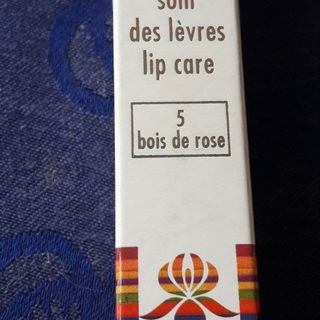 soin
des lèvres
lip care
5
bois de rose